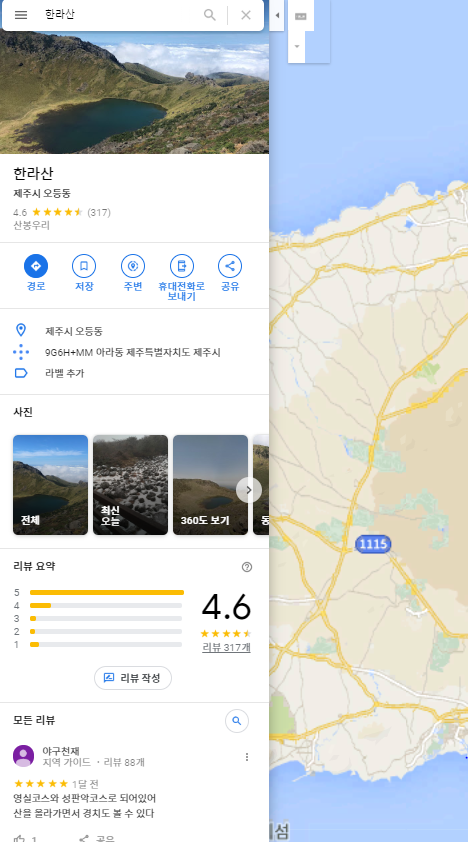 한라산
한라산
제주시 오등동
4.6 ★★★★★ (317)
산봉우리
경로
저장
주변
휴대전화로
보내기
공유
제주시 오등동
9G6H+MM 아라동 제주특별자치도 제주시
라벨 추가
사진
전체
최신
오늘
360도 보기
리뷰 요약
5
4
3
2
1
4.6
리뷰 317개
리뷰 작성
모든 리뷰
야구천재
지역 가이드 · 리뷰 88개
★★★★★ 1달 전
영실코스와 성판악코스로 되어있어
산을 올라가면서 경치도 볼 수 있다
1
공유
1115
섬